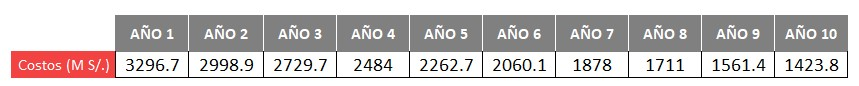 AÑO 1 AÑO 2 AÑO 3 AÑO 4 AÑO 5 AÑO 6 AÑO 7 AÑO 8 AÑO 9 AÑO 10
Costos (M S/.) 3296.7 2998.9 2729.7 2484 2262.7 2060.1 1878 1711 1561.4 1423.8